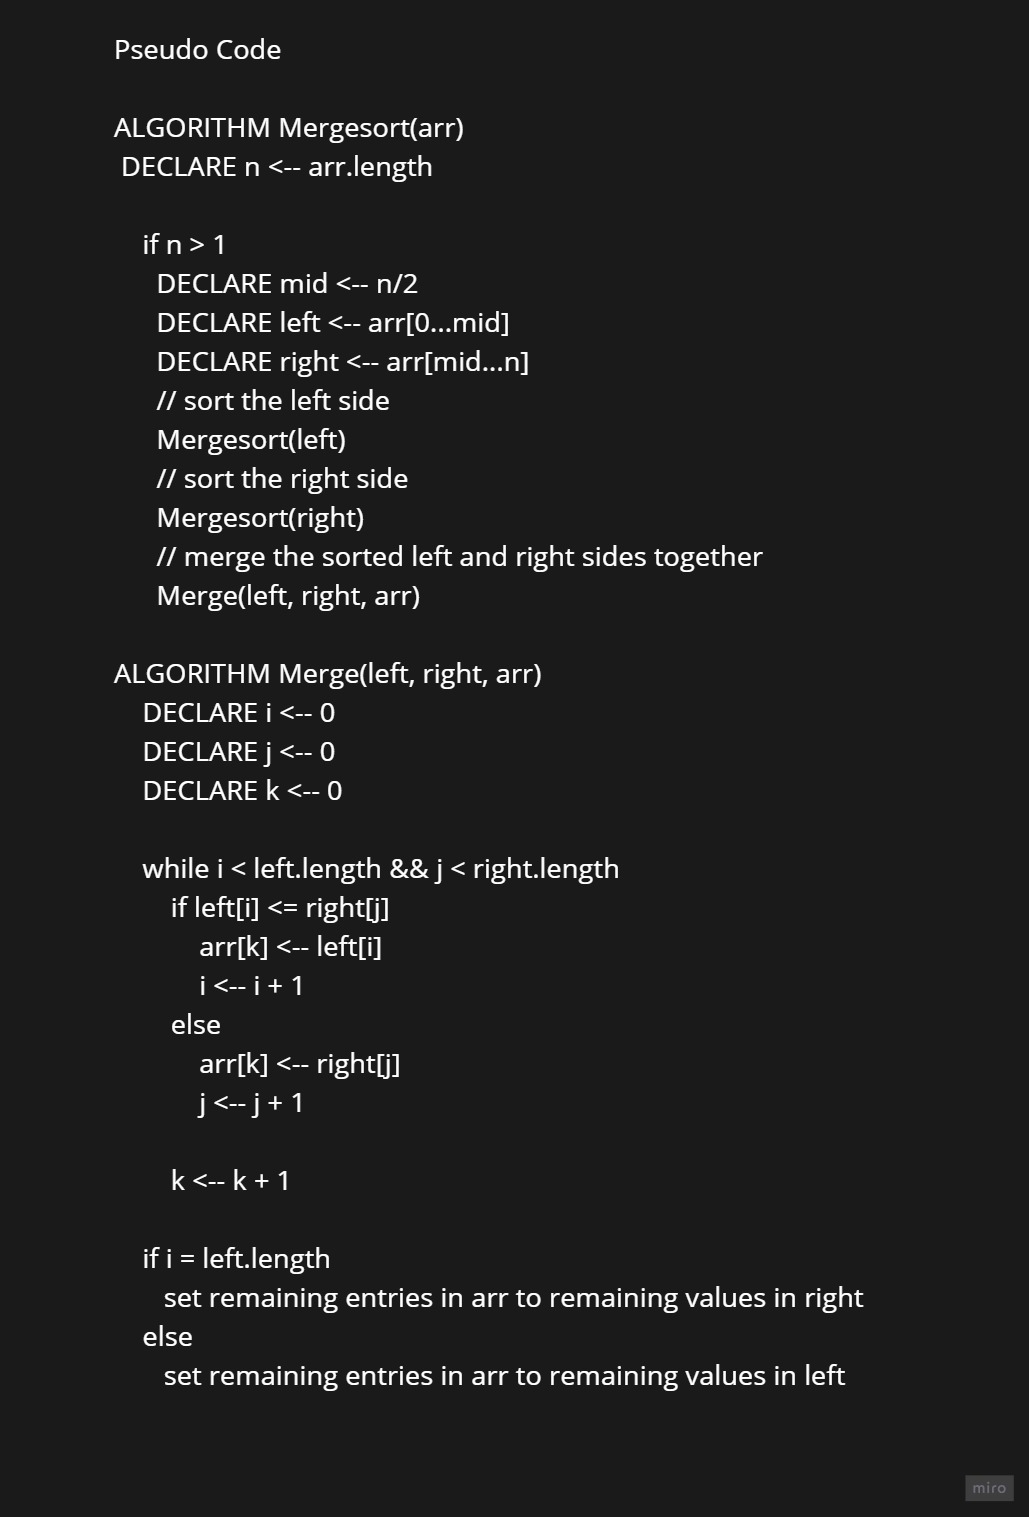 Pseudo Code
ALGORITHM Mergesort(arr)
DECLARE n <-- arr.length
if n > 1
DECLARE mid <-- n/2
DECLARE left <-- arr[0...mid]
DECLARE right <-- arr[mid...n]
// sort the left side
Mergesort(left)
// sort the right side
Mergesort(right)
// merge the sorted left and right sides together
Merge(left, right, arr)
ALGORITHM Merge(left, right, arr)
DECLARE i <-- 0
DECLARE j <-- 0
DECLARE k <-- 0
while i < left.length && j < right.length
if left[i] <= right[j]
arr[k] <-- left[i]
i <-- i + 1
else
arr[k] <-- right[j]
j <-- j + 1
k <-- k + 1
if i = left.length
set remaining entries in arr to remaining values in right
else
set remaining entries in arr to remaining values in left
miro